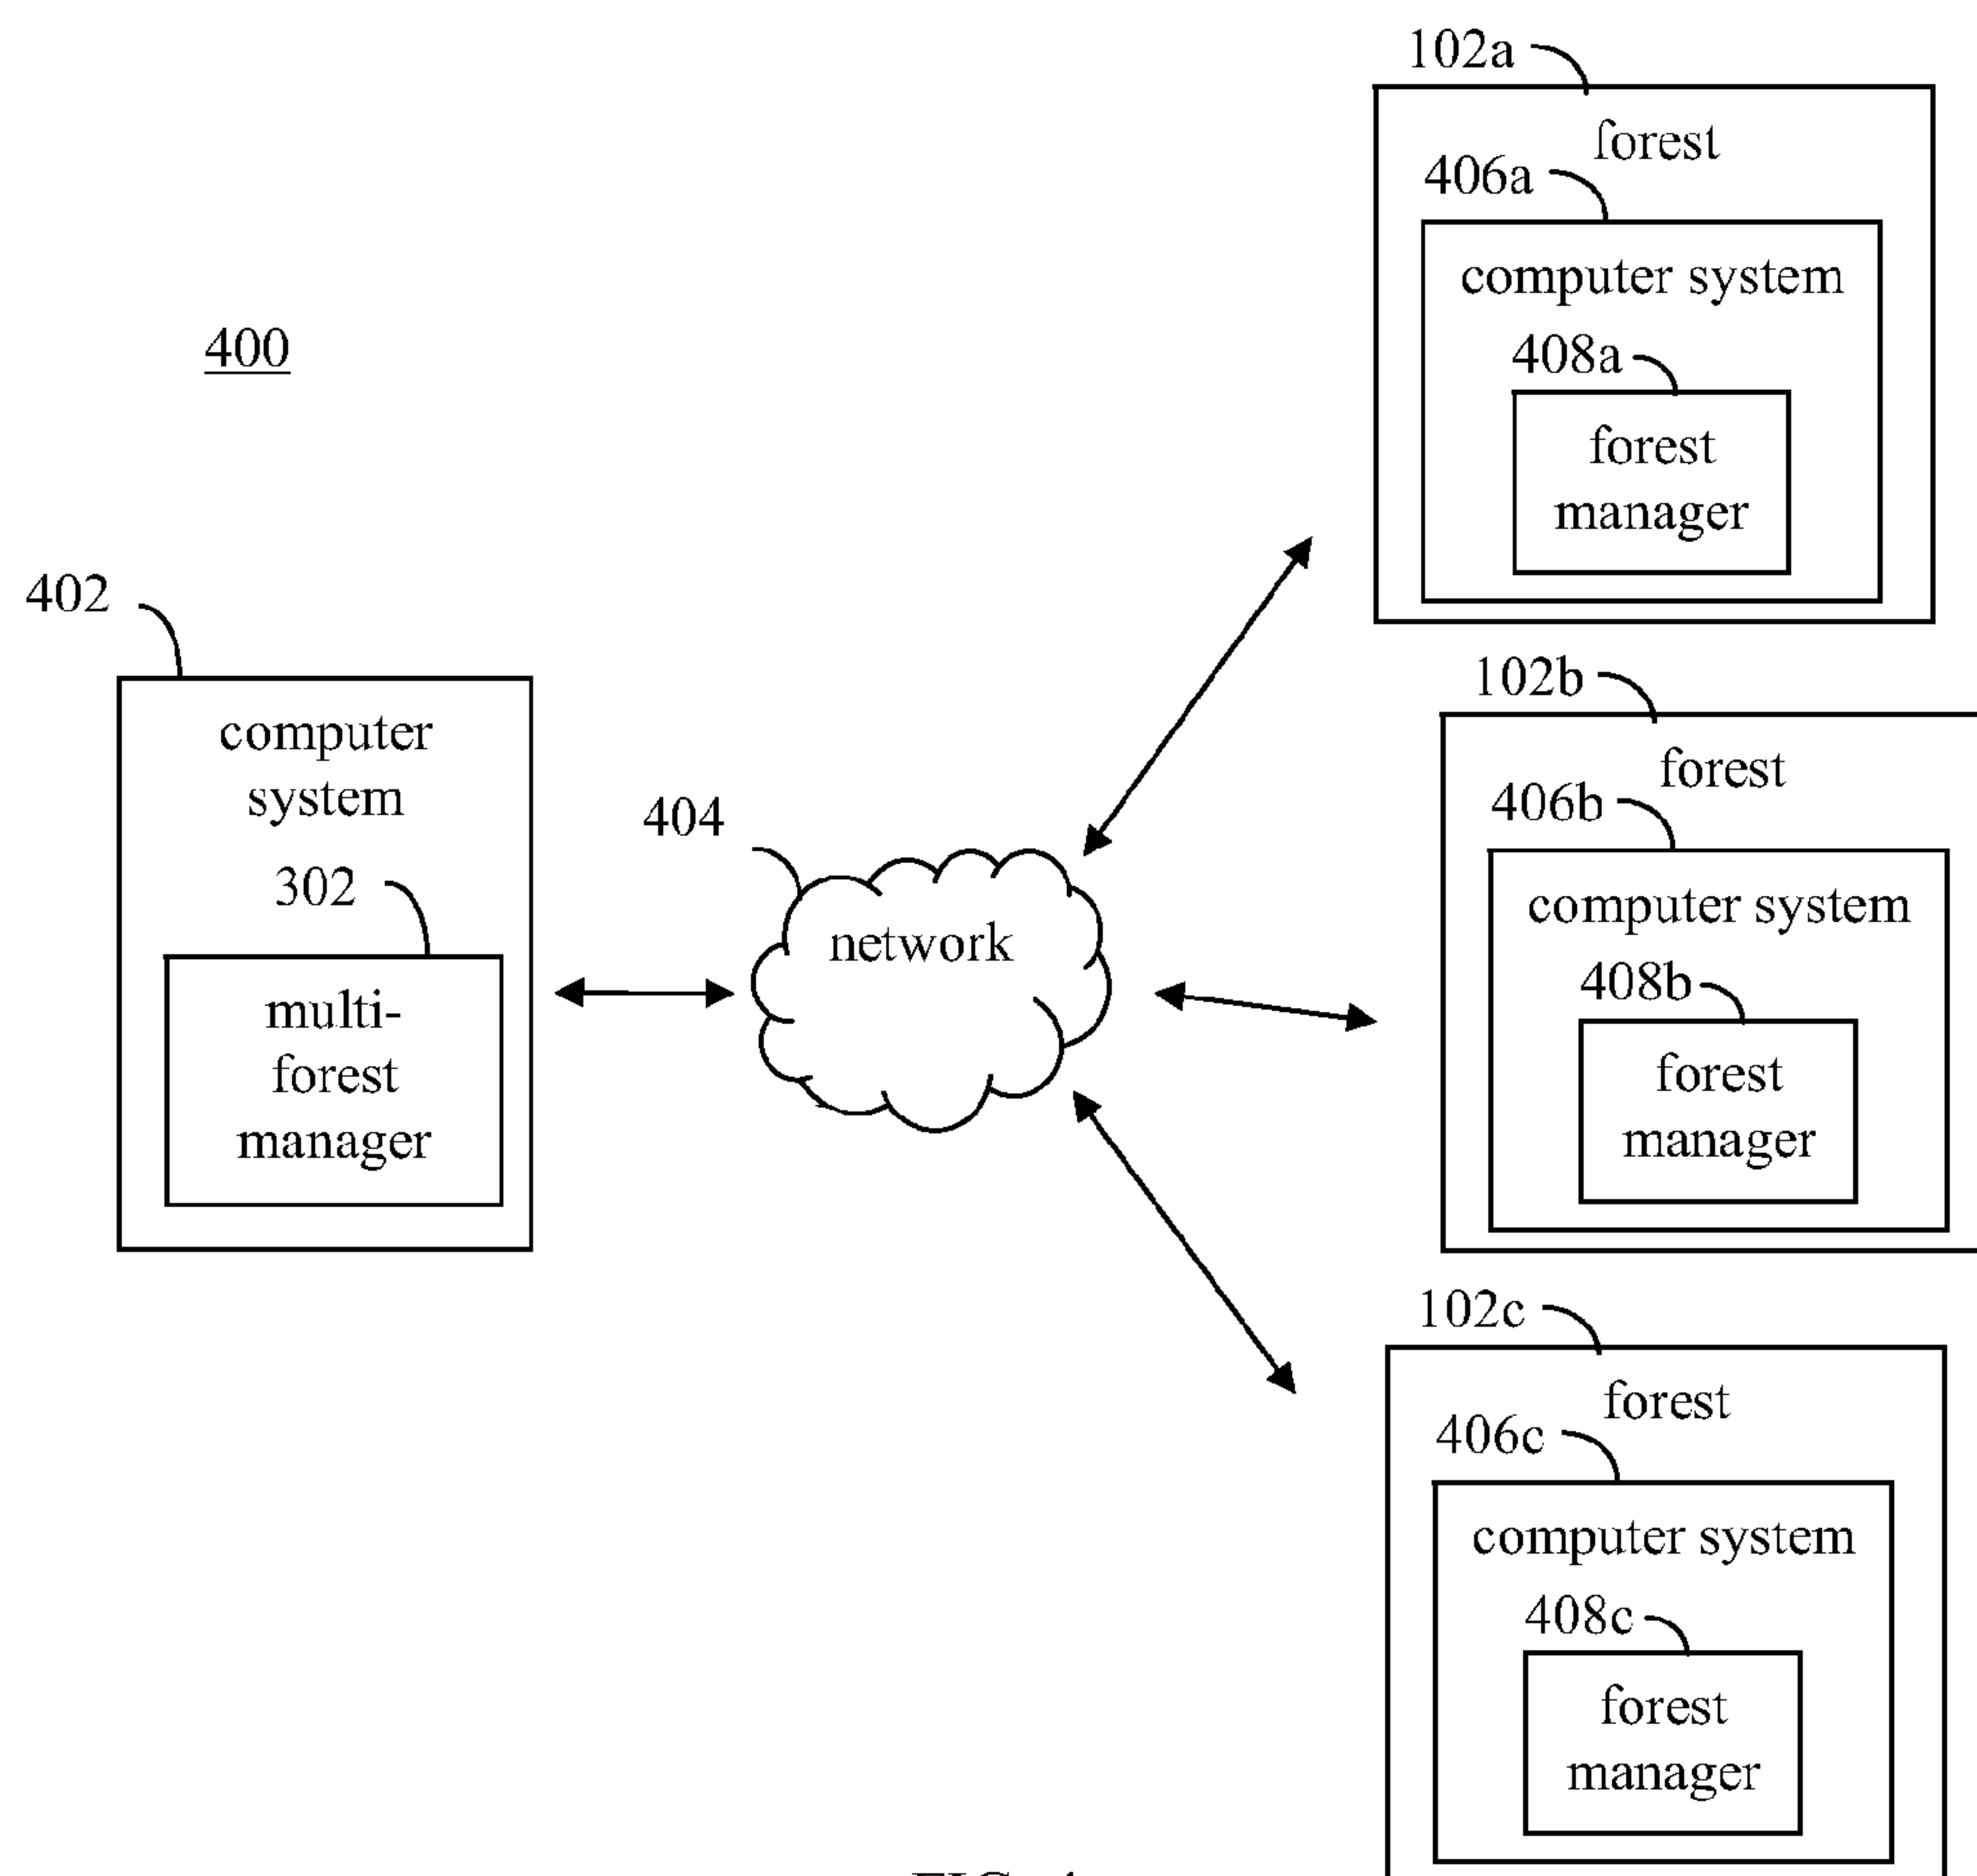 102a
forest
406a
computer system
408a
forest
manager
400
402
computer
system
302
multi-
forest
manager
404
network
102b
forest
406b
computer system
408b
forest
manager
102c
forest
406c
computer system
408c
forest
manager